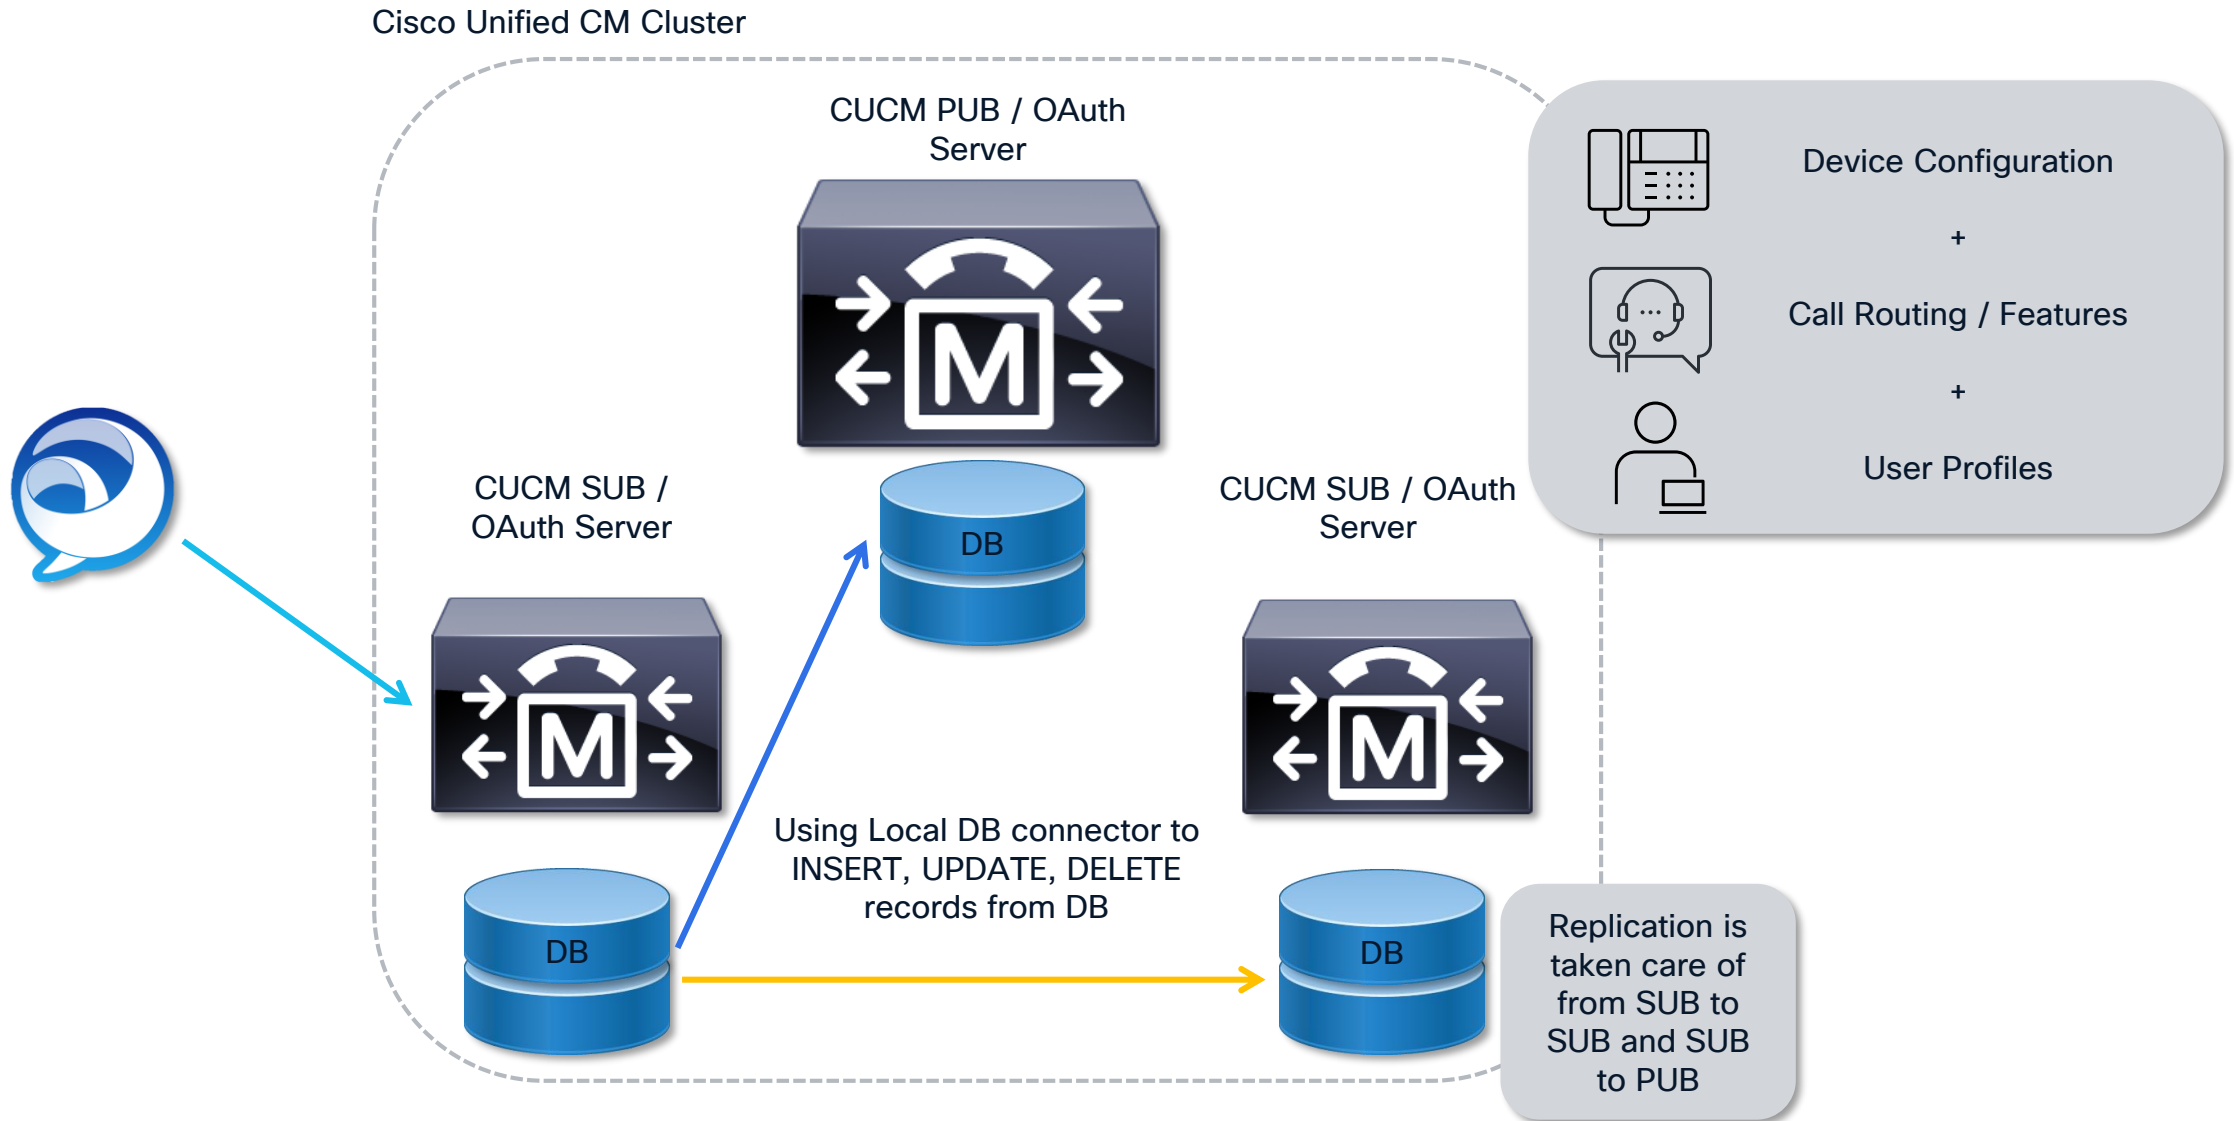 Cisco Unified CM Cluster
CUCM PUB / OAuth
Server
M
DB
CUCM SUB /
OAuth Server
M
DB
CUCM SUB / OAuth
Server
M
DB
Using Local DB connector to
INSERT, UPDATE, DELETE
records from DB
Device Configuration
+
Call Routing / Features
+
User Profiles
Replication is
taken care of
from SUB to
SUB and SUB
to PUB